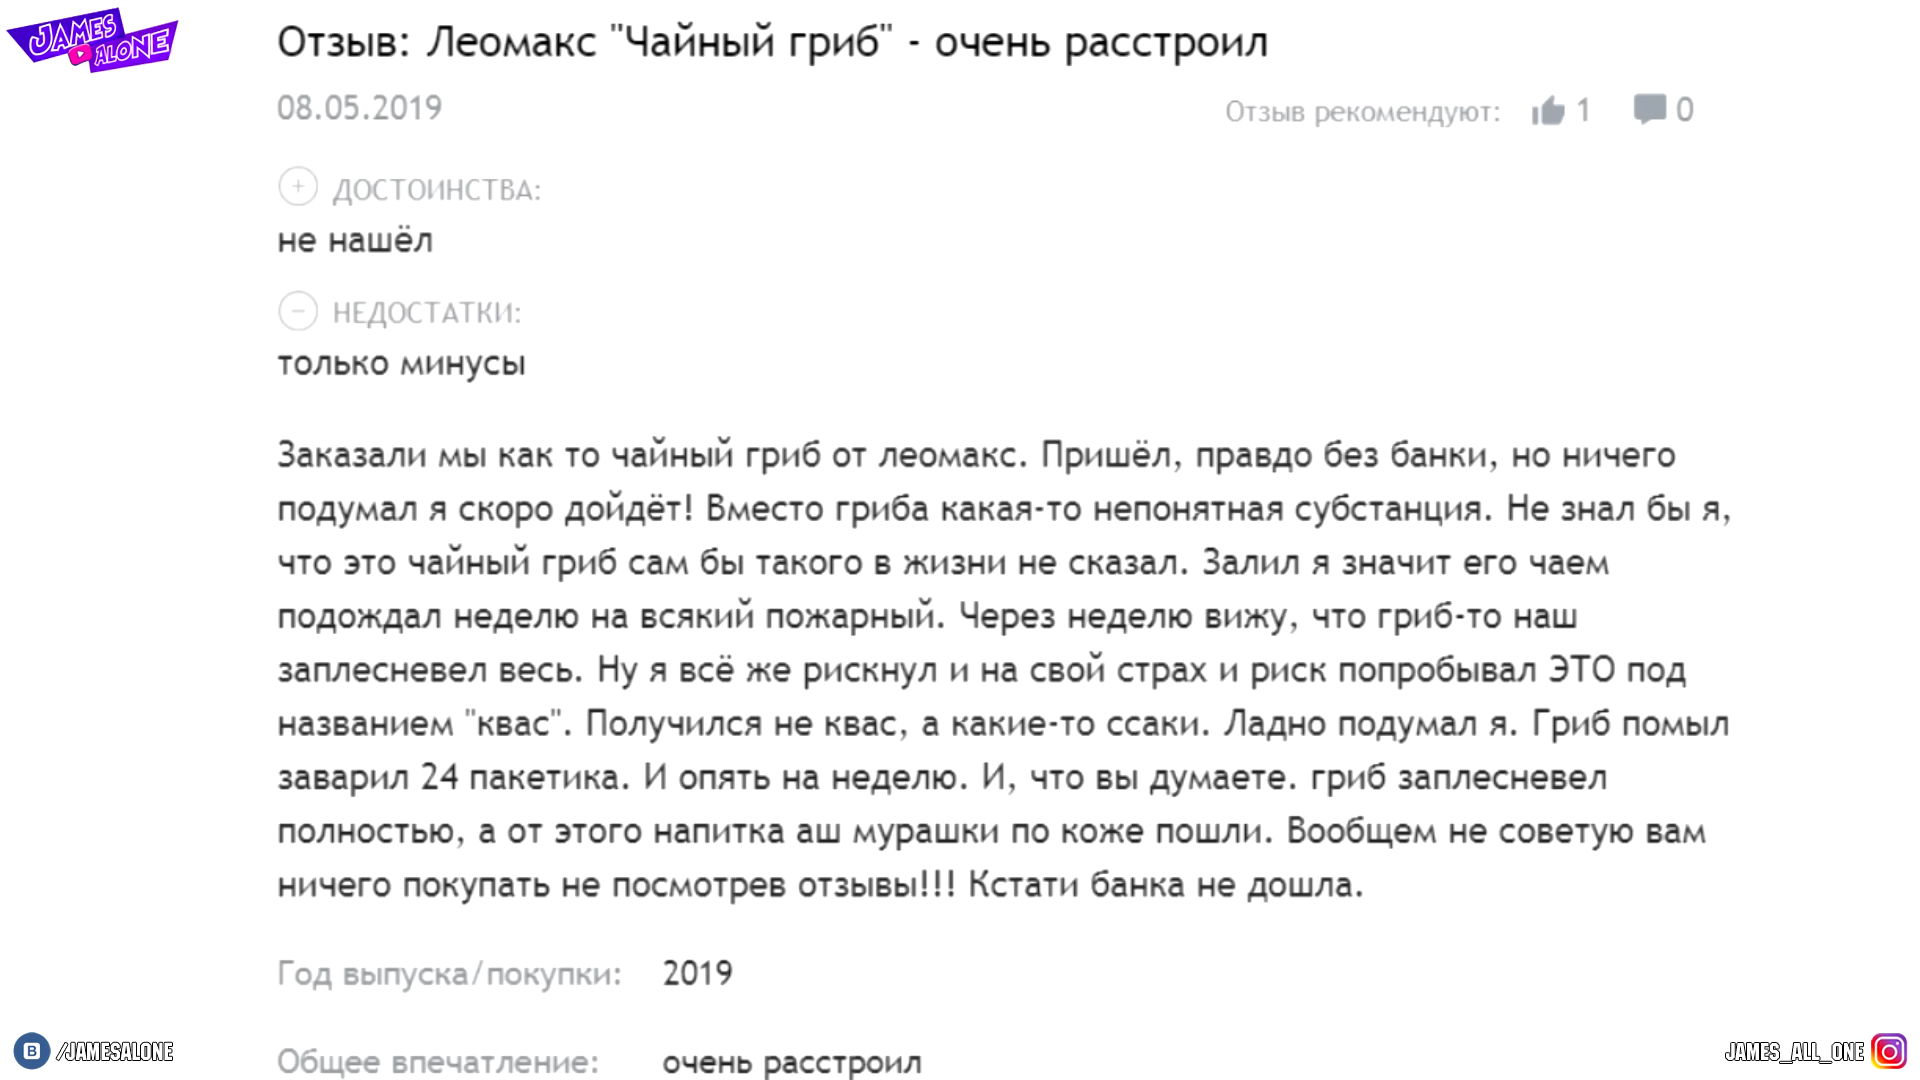 JAMES
ALONE
Отзыв: Леомакс "Чайный гриб" - очень расстроил
08.05.2019
Отзыв рекомендуют: 1 0
ДОСТОИНСТВА:
не нашёл
НЕДОСТАТКИ:
только минусы
Заказали мы как то чайный гриб от леомакс. Пришёл, правдо без банки, но ничего
подумал я скоро дойдёт! Вместо гриба какая-то непонятная субстанция. Не знал бы я,
что это чайный гриб сам бы такого в жизни не сказал. Залил я значит его чаем
подождал неделю на всякий пожарный. Через неделю вижу, что гриб-то наш
заплесневел весь. Ну я всё же рискнул и на свой страх и риск попробывал ЭТО под
названием "квас". Получился не квас, а какие-то ссаки. Ладно подумал я. Гриб помыл
заварил 24 пакетика. И опять на неделю. И, что вы думаете. гриб заплесневел
полностью, а от этого напитка аш мурашки по коже пошли. Вообщем не советую вам
ничего покупать не посмотрев отзывы!!! Кстати банка не дошла.
Год выпуска/покупки: 2019
Общее впечатление: очень расстроил
/JAMESALONE
JAMES_ALL_ONE